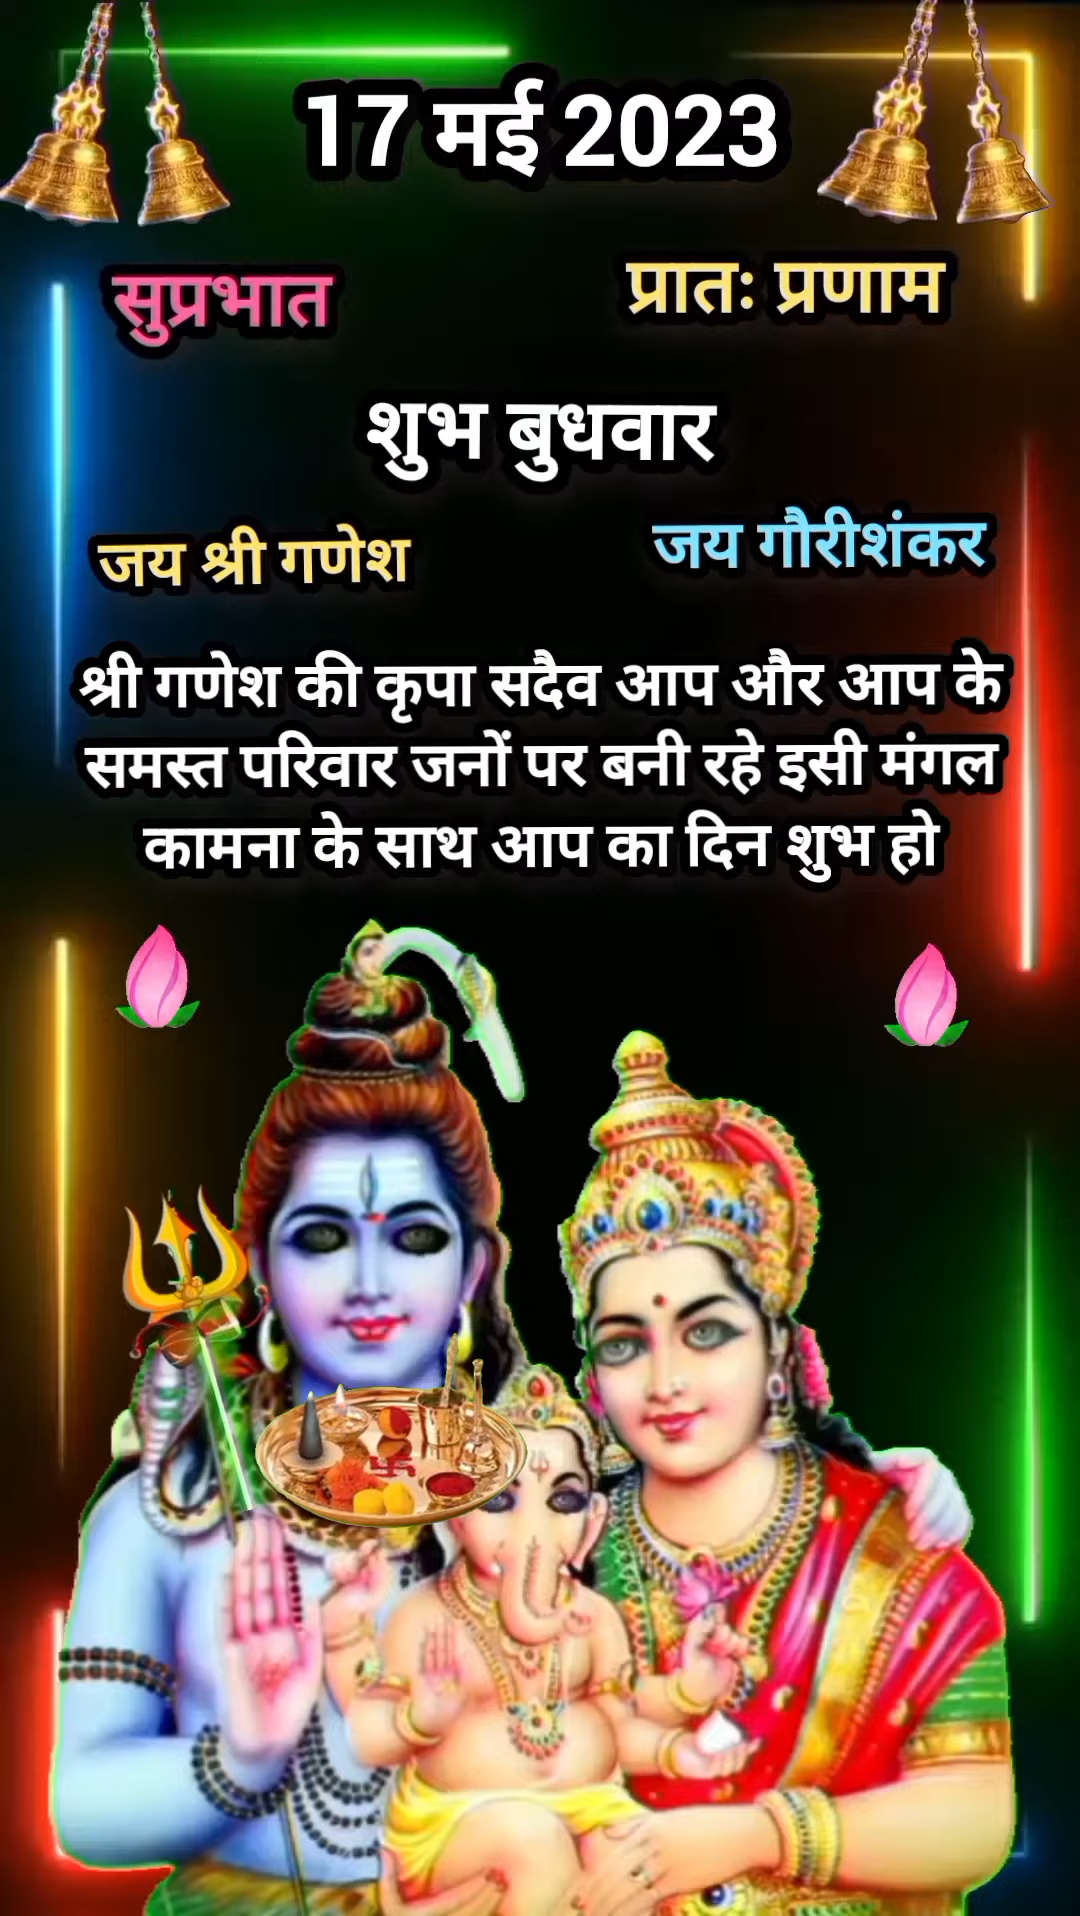 17 मई 2023
सुप्रभात
प्रातः प्रणाम
शुभ बुधवार
जय श्री गणेश
जय गौरीशंकर
श्री गणेश की कृपा सदैव आप और आप के
समस्त परिवार जनों पर बनी रहे इसी मंगल
कामना के साथ आप का दिन शुभ हो